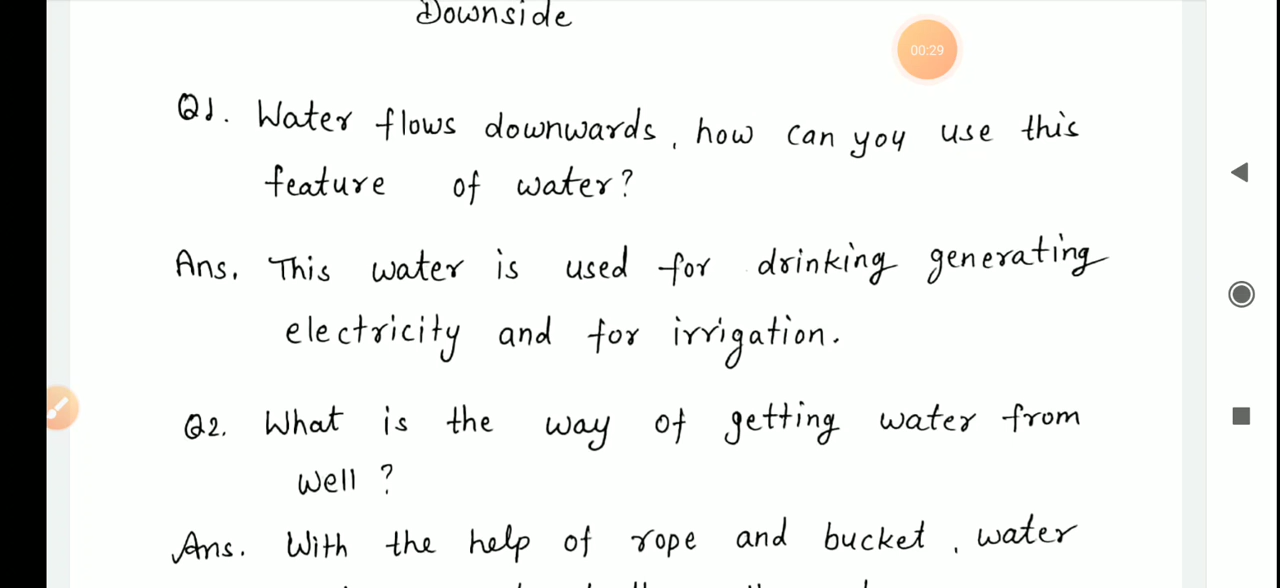 Downside
00:29
Q1. Water flows downwards, how can you use this
feature of water?
Ans. This water is used for drinking generating
electricity and for irrigation.
Q2. What is the way of getting water from
well ?
Ans. With the help of rope and bucket, water